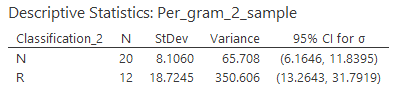 Descriptive Statistics: Per_gram_2_sample
Classification_2 N StDev Variance 95% CI for σ
N 20 8.1060 65.708 (6.1646, 11.8395)
R 12 18.7245 350.606 (13.2643, 31.7919)